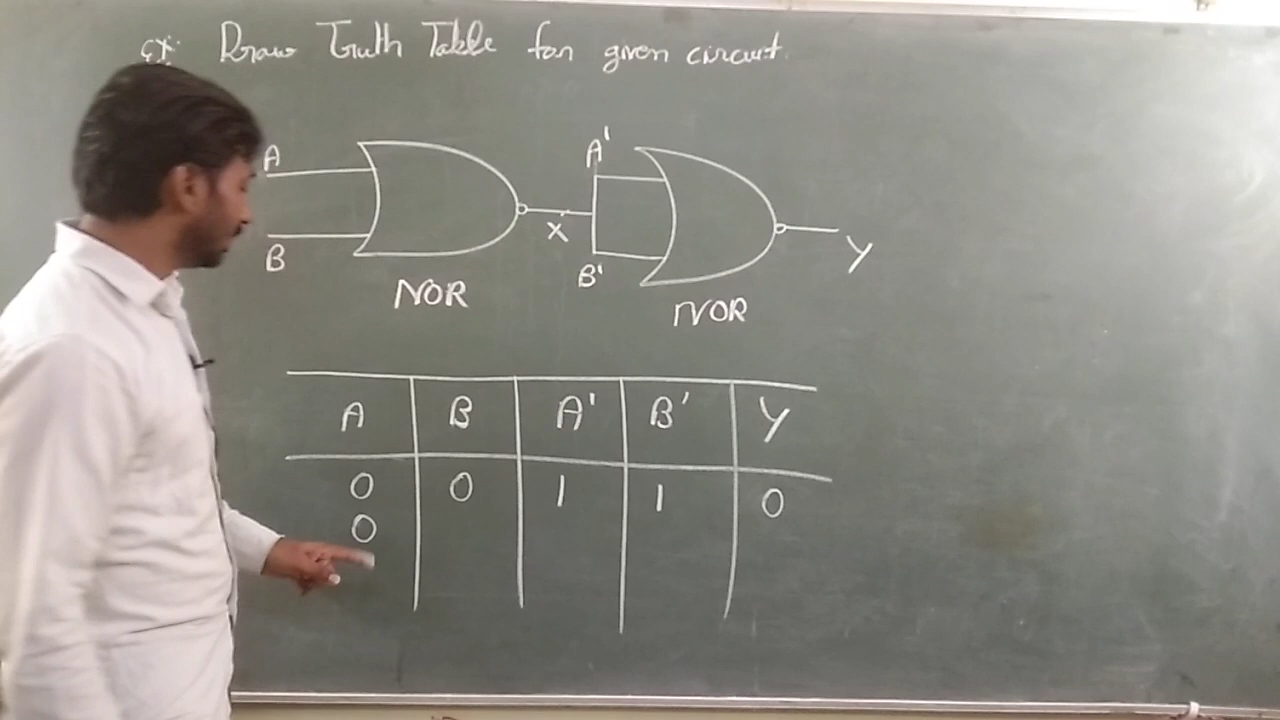 Ex: Draw Truth Table for given circuit.
A A'
B X B' Y
NOR NOR
A B A' B' Y
0 0 1 1 0
0